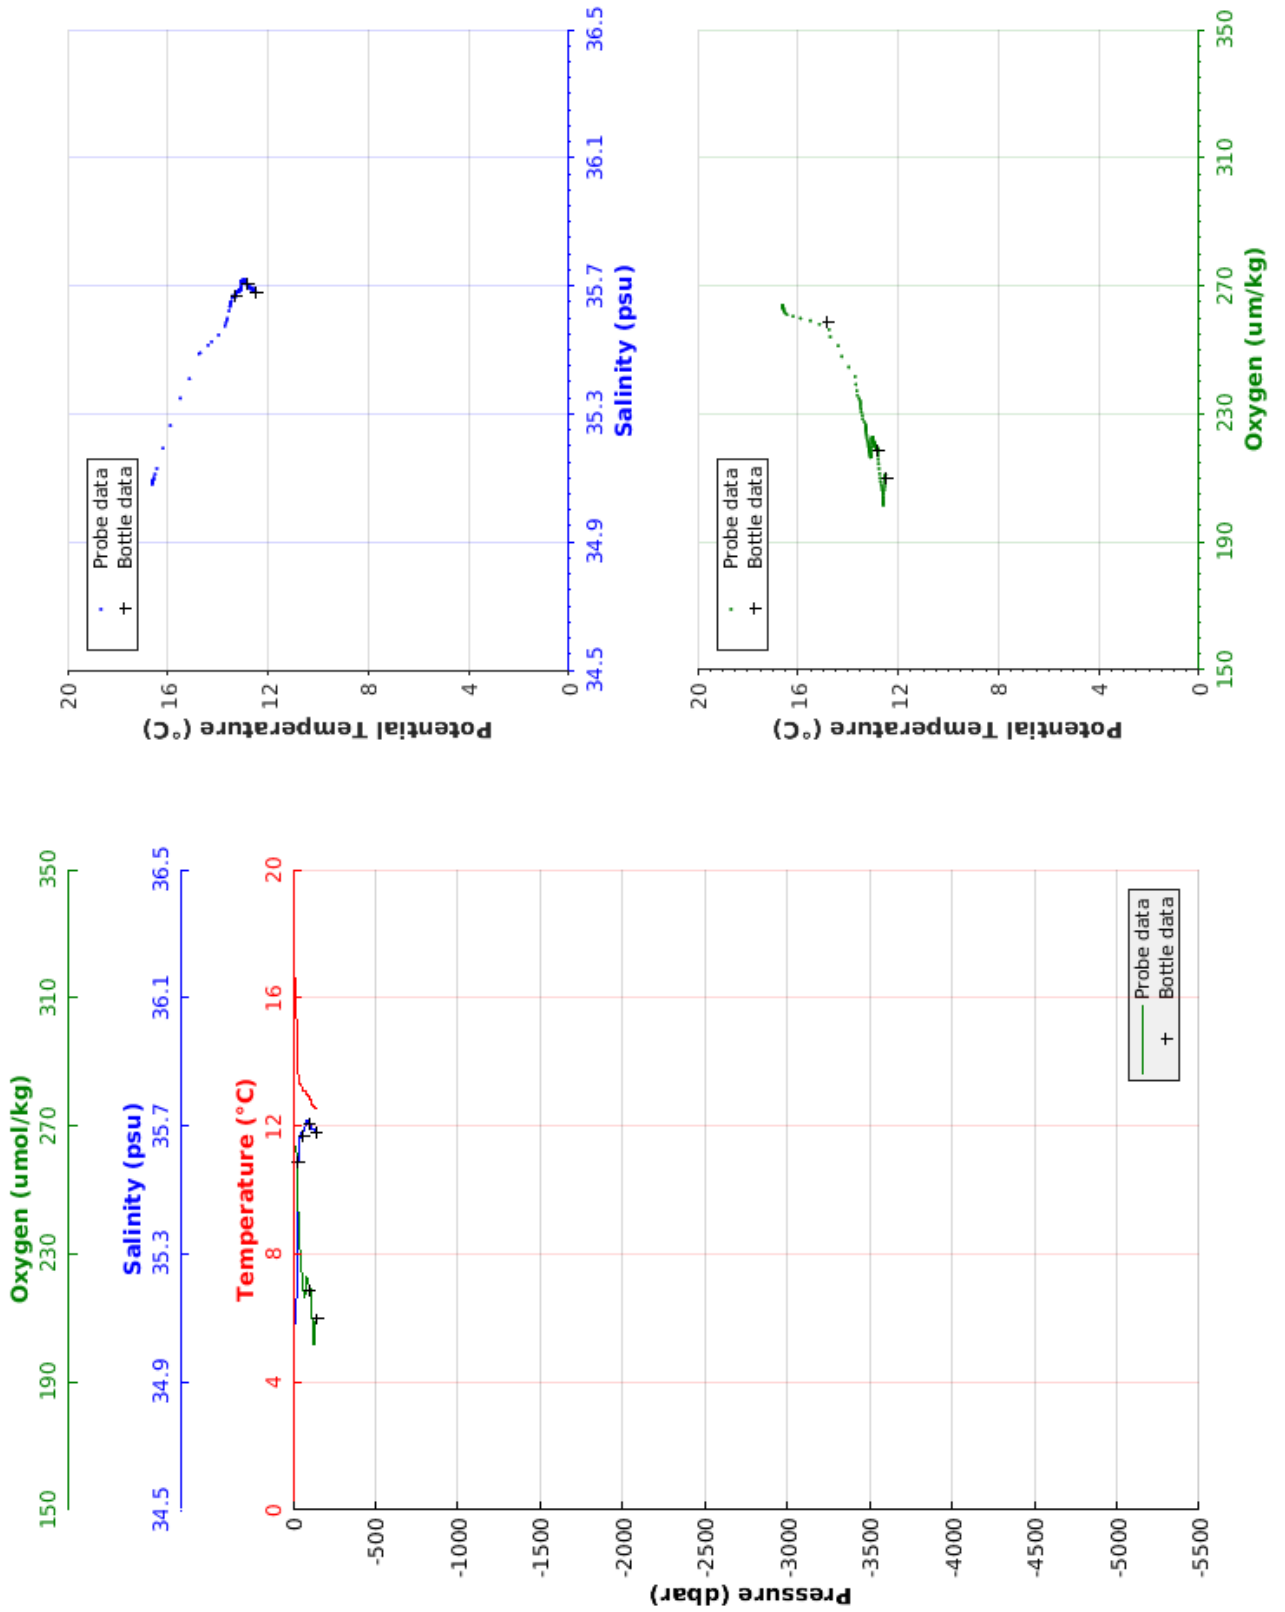 Oxygen (umol/kg)
150 190 230 270 310 350
Salinity (psu)
34.5 34.9 35.3 35.7 36.1 36.5
Temperature (°C)
0 4 8 12 16 20
Pressure (dbar)
0
-500
-1000
-1500
-2000
-2500
-3000
-3500
-4000
-4500
-5000
-5500
Probe data
Bottle data
Potential Temperature (°C)
20
16
12
8
4
0
Probe data
Bottle data
34.5 34.9 35.3 35.7 36.1 36.5
Salinity (psu)
Potential Temperature (°C)
20
16
12
8
4
0
Probe data
Bottle data
150 190 230 270 310 350
Oxygen (um/kg)